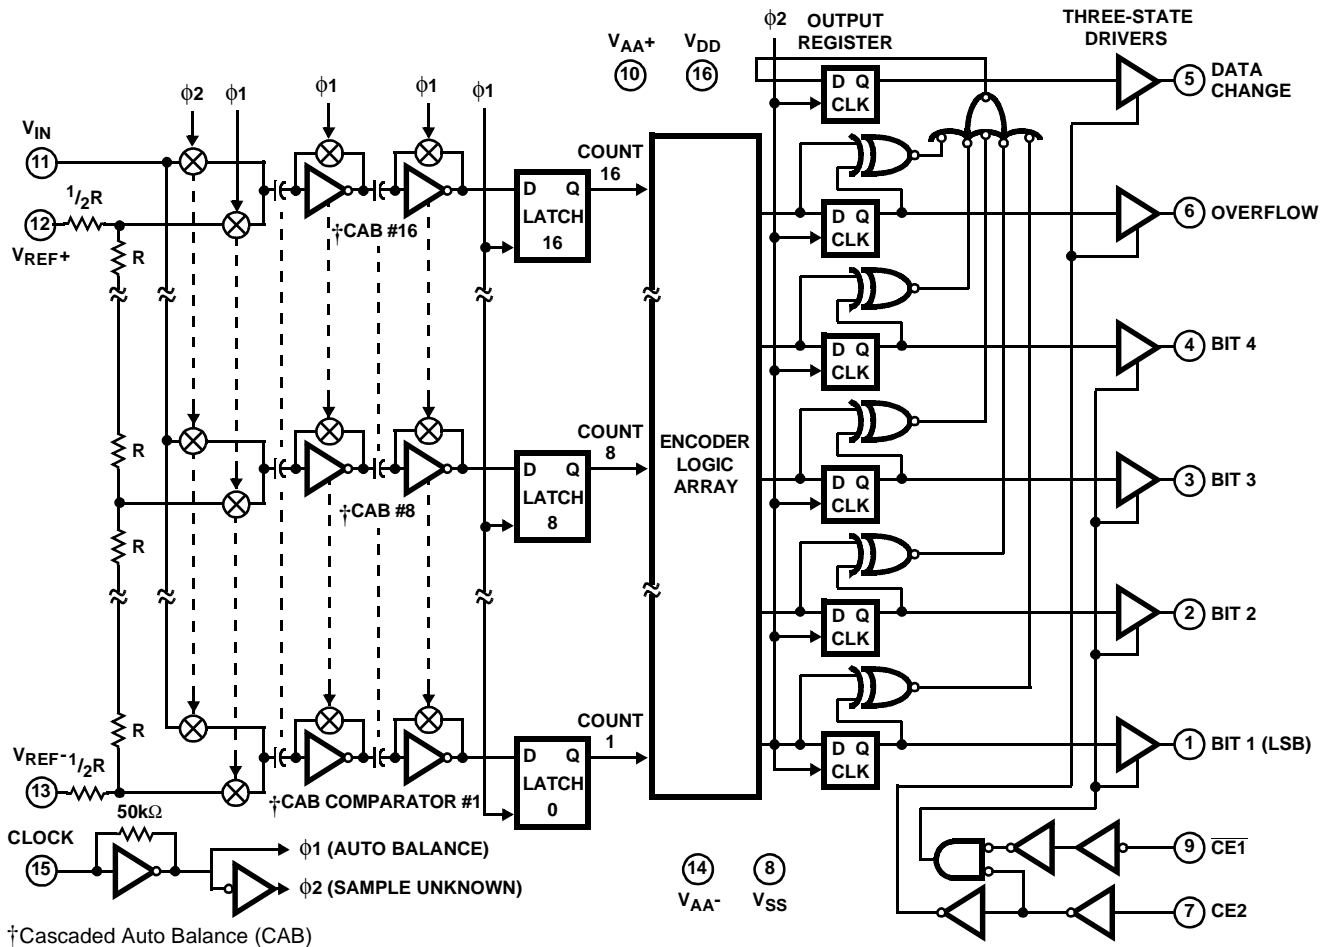 ϕ2
OUTPUT
REGISTER
THREE-STATE
DRIVERS
VAA+
10
VDD
16
D Q
CLK
5
DATA
CHANGE
ϕ2
ϕ1
ϕ1
ϕ1
ϕ1
VIN
11
COUNT
16
1/2R
12
VREF+
R
†CAB #16
D Q
LATCH
16
D Q
CLK
6
OVERFLOW
D Q
CLK
4
BIT 4
R
R
†CAB #8
COUNT
8
D Q
LATCH
8
ENCODER
LOGIC
ARRAY
D Q
CLK
3
BIT 3
D Q
CLK
2
BIT 2
R
VREF-
1/2R
13
†CAB COMPARATOR #1
COUNT
1
D Q
LATCH
0
D Q
CLK
1
BIT 1 (LSB)
50kΩ
CLOCK
15
ϕ1 (AUTO BALANCE)
ϕ2 (SAMPLE UNKNOWN)
14
VAA-
8
VSS
9
CE1
7
CE2
†Cascaded Auto Balance (CAB)